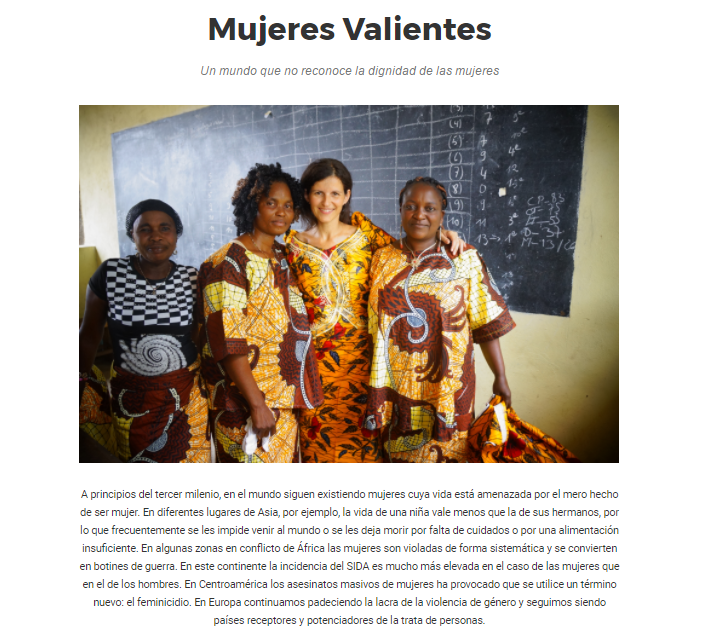 Mujeres Valientes
Un mundo que no reconoce la dignidad de las mujeres
(5)
(6)
(7)
(8)
(9)
(10)
A principios del tercer milenio, en el mundo siguen existiendo mujeres cuya vida está amenazada por el mero hecho
de ser mujer. En diferentes lugares de Asia, por ejemplo, la vida de una niña vale menos que la de sus hermanos, por
lo que frecuentemente se les impide venir al mundo o se les deja morir por falta de cuidados o por una alimentación
insuficiente. En algunas zonas en conflicto de África las mujeres son violadas de forma sistemática y se convierten
en botines de guerra. En este continente la incidencia del SIDA es mucho más elevada en el caso de las mujeres que
en el de los hombres. En Centroamérica los asesinatos masivos de mujeres ha provocado que se utilice un término
nuevo: el feminicidio. En Europa continuamos padeciendo la lacra de la violencia de género y seguimos siendo
países receptores y potenciadores de la trata de personas.